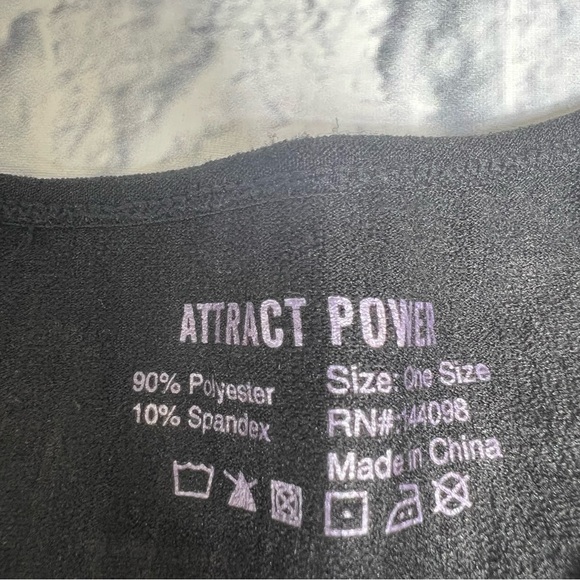 ATTRACT POWER
90% Polyester
10% Spandex
Size: One Size
RN#:144098
Made in China